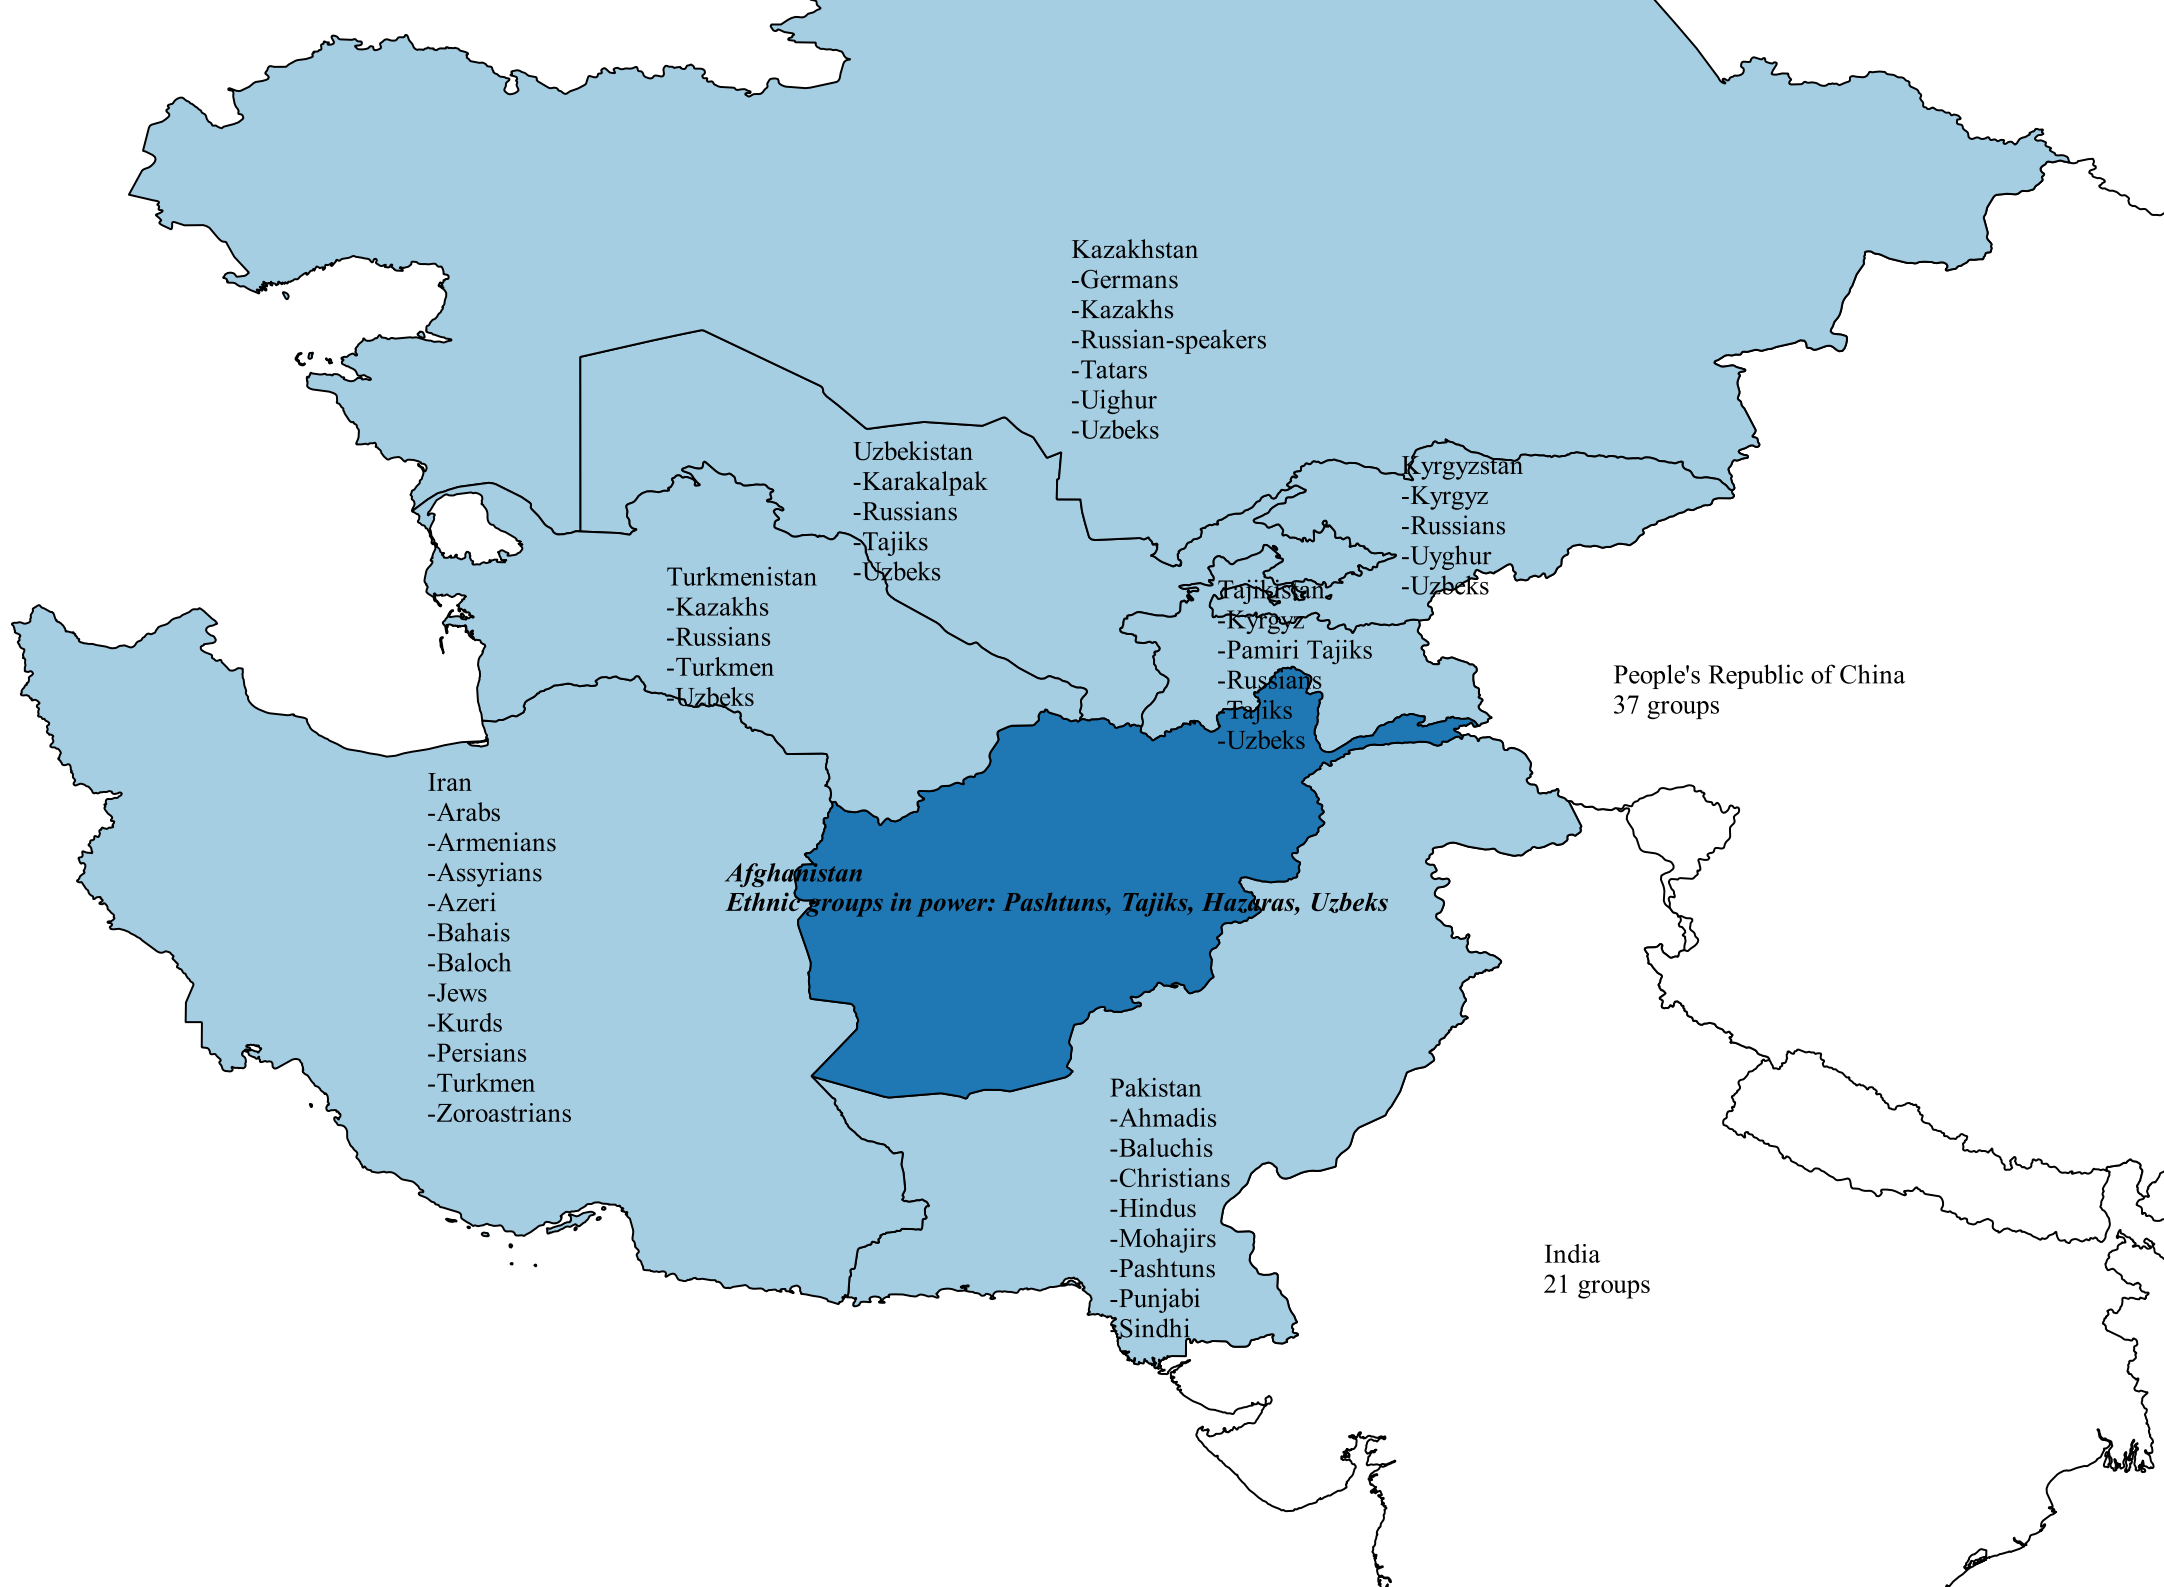 Kazakhstan
-Germans
-Kazakhs
-Russian-speakers
-Tatars
-Uighur
-Uzbeks
Uzbekistan
-Karakalpak
-Russians
-Tajiks
-Uzbeks
Kyrgyzstan
-Kyrgyz
-Russians
-Uyghur
-Uzbeks
Turkmenistan
-Kazakhs
-Russians
-Turkmen
-Uzbeks
Tajikistan
-Kyrgyz
-Pamiri Tajiks
-Russians
-Tajiks
-Uzbeks
People's Republic of China
37 groups
Iran
-Arabs
-Armenians
-Assyrians
-Azeri
-Bahais
-Baloch
-Jews
-Kurds
-Persians
-Turkmen
-Zoroastrians
Afghanistan
Ethnic groups in power: Pashtuns, Tajiks, Hazaras, Uzbeks
Pakistan
-Ahmadis
-Baluchis
-Christians
-Hindus
-Mohajirs
-Pashtuns
-Punjabi
-Sindhi
India
21 groups